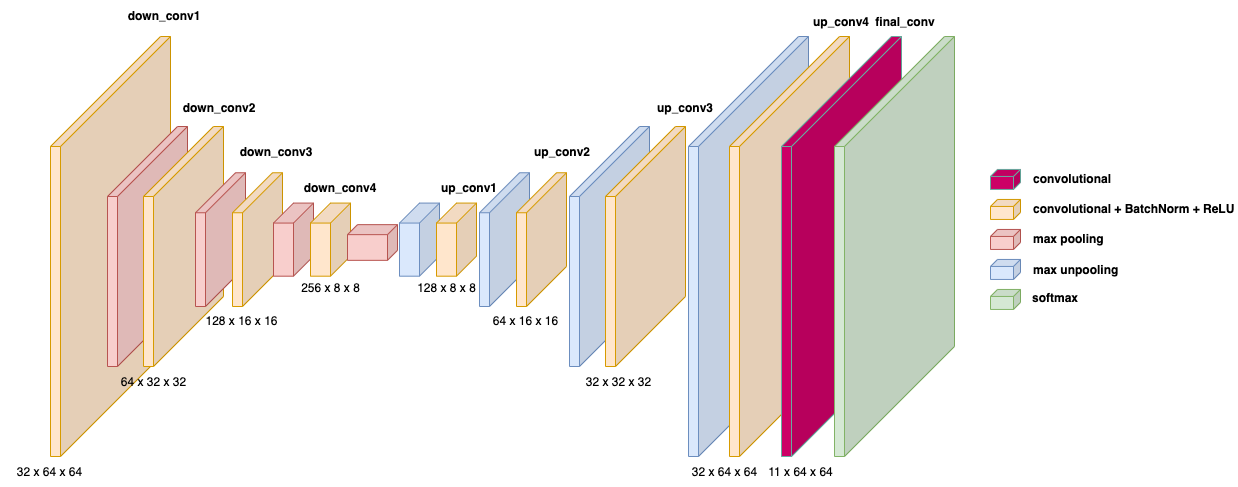 down_conv1
down_conv2
down_conv3
down_conv4
up_conv1
up_conv2
up_conv3
up_conv4
final_conv
32 x 64 x 64
64 x 32 x 32
128 x 16 x 16
256 x 8 x 8
128 x 8 x 8
64 x 16 x 16
32 x 32 x 32
32 x 64 x 64
11 x 64 x 64
convolutional
convolutional + BatchNorm + ReLU
max pooling
max unpooling
softmax